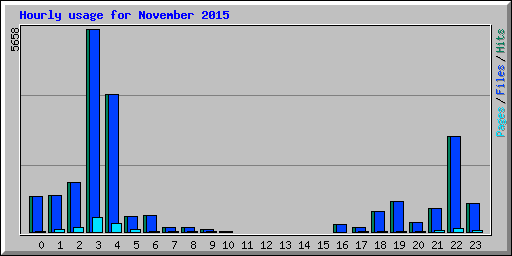 Hourly usage for November 2015
5658
Pages/Files/Hits
0 1 2 3 4 5 6 7 8 9 10 11 12 13 14 15 16 17 18 19 20 21 22 23